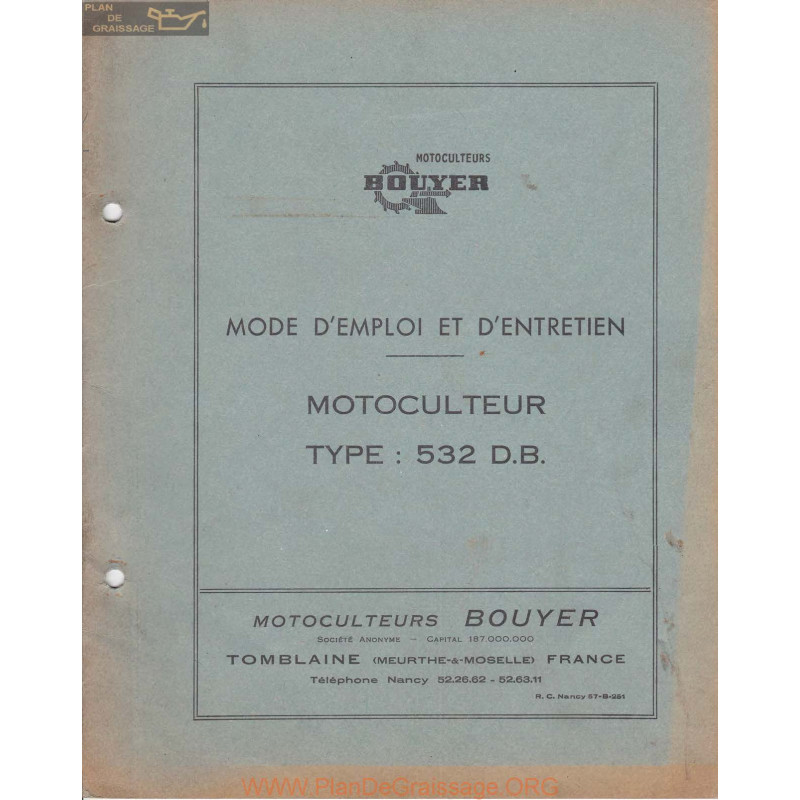 PLAN
DE
GRAISSAGE
MOTOCULTEURS
BOUYER
MODE D'EMPLOI ET D'ENTRETIEN
MOTOCULTEUR
TYPE : 532 D.B.
MOTOCULTEURS BOUYER
SOCIÉTÉ ANONYME — CAPITAL 187.000.000
TOMBLAINE (MEURTHE-&-MOSELLE) FRANCE
Téléphone Nancy 52.26.62 - 52.63.11
R. C. Nancy 57-B-251
WWW.PLANDEGRAISSAGE.ORG